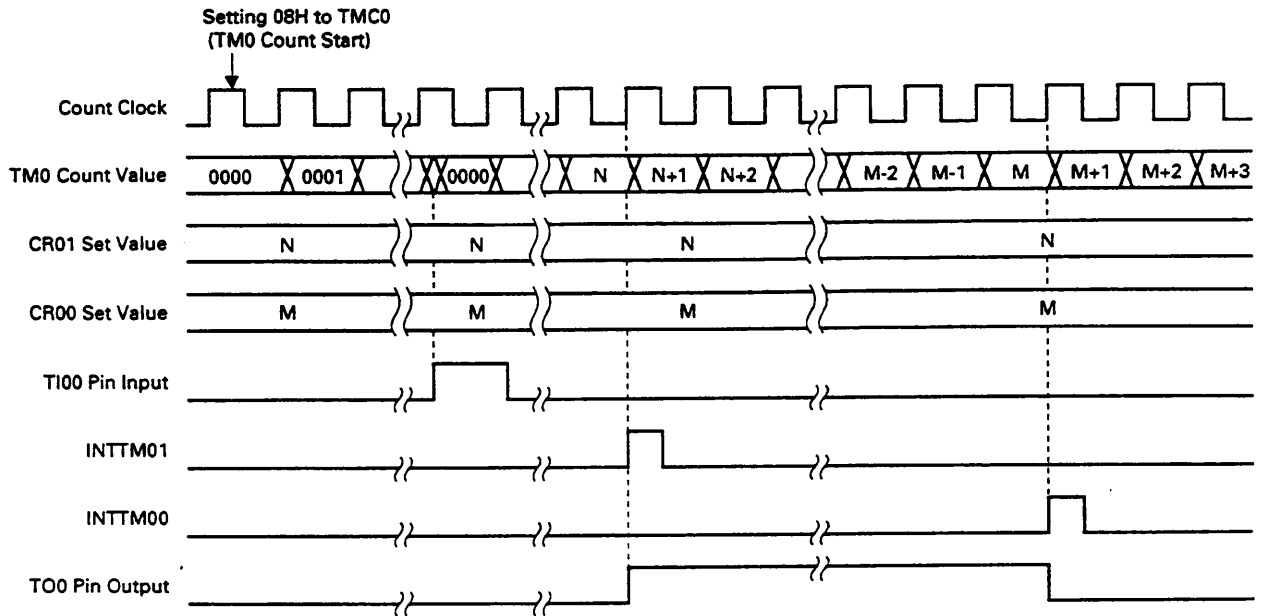 Setting 08H to TMC0
(TM0 Count Start)
Count Clock
TM0 Count Value 0000 0001 0000 N N+1 N+2 M-2 M-1 M M+1 M+2 M+3
CR01 Set Value N N N N
CR00 Set Value M M M M
TI00 Pin Input
INTTM01
INTTM00
TO0 Pin Output